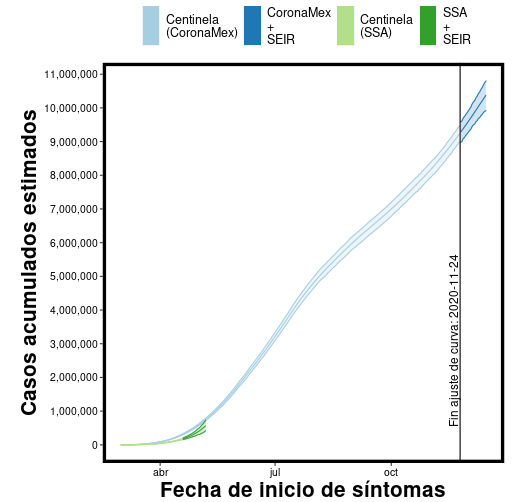 Centinela
(CoronaMex)
CoronaMex
+
SEIR
Centinela
(SSA)
SSA
+
SEIR
11,000,000
10,000,000
9,000,000
8,000,000
7,000,000
6,000,000
5,000,000
4,000,000
3,000,000
2,000,000
1,000,000
0
Casos acumulados estimados
Fin ajuste de curva: 2020-11-24
abr
jul
oct
Fecha de inicio de síntomas